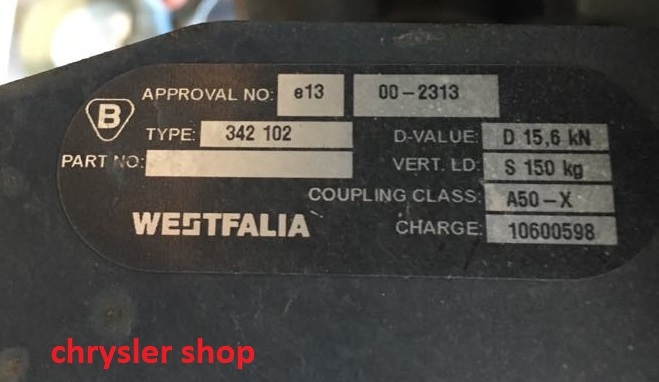 B
APPROVAL NO: e13 00-2313
TYPE: 342 102 D-VALUE: D 15,6 kN
PART NO: VERT. LD: S 150 kg
COUPLING CLASS: A50-X
WESTFALIA CHARGE: 10600598
chrysler shop